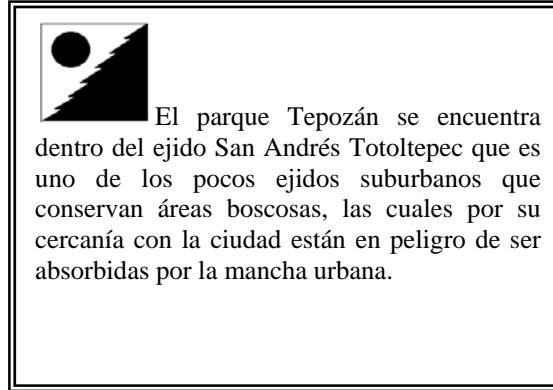 El parque Tepozán se encuentra
dentro del ejido San Andrés Totoltepec que es
uno de los pocos ejidos suburbanos que
conservan áreas boscosas, las cuales por su
cercanía con la ciudad están en peligro de ser
absorbidas por la mancha urbana.